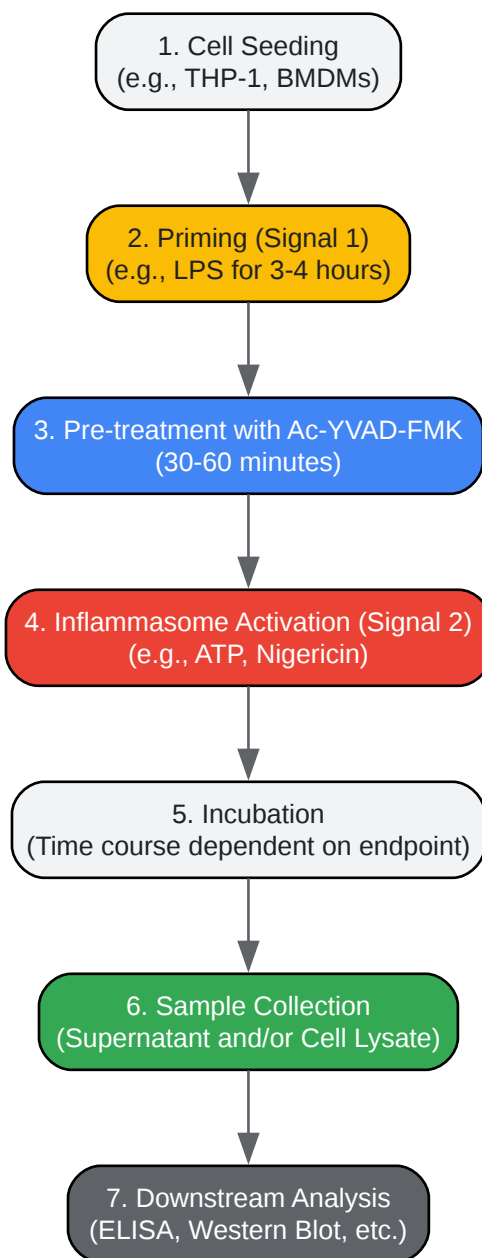 1. Cell Seeding
(e.g., THP-1, BMDMs)
2. Priming (Signal 1)
(e.g., LPS for 3-4 hours)
3. Pre-treatment with Ac-YVAD-FMK
(30-60 minutes)
4. Inflammasome Activation (Signal 2)
(e.g., ATP, Nigericin)
5. Incubation
(Time course dependent on endpoint)
6. Sample Collection
(Supernatant and/or Cell Lysate)
7. Downstream Analysis
(ELISA, Western Blot, etc.)